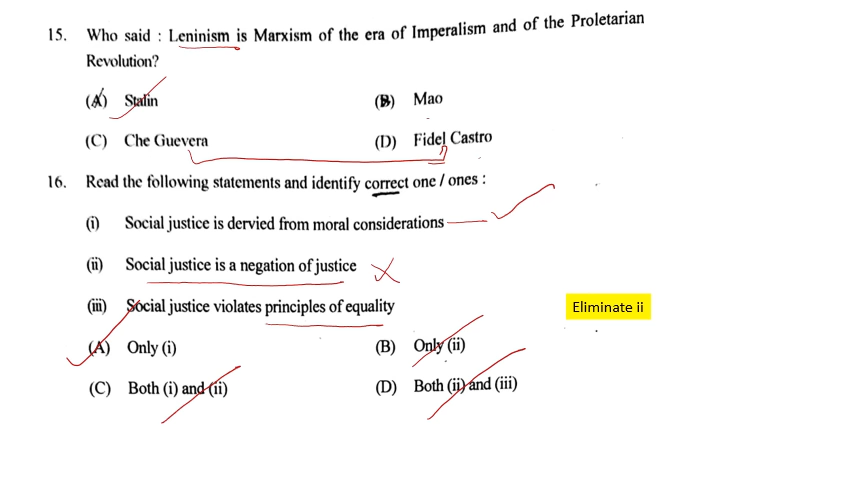 15. Who said : Leninism is Marxism of the era of Imperalism and of the Proletarian
Revolution?
(A) Stalin (B) Mao
(C) Che Guevera (D) Fidel Castro
16. Read the following statements and identify correct one / ones :
(i) Social justice is dervied from moral considerations
(ii) Social justice is a negation of justice
(iii) Social justice violates principles of equality
Eliminate ii
(A) Only (i) (B) Only (ii)
(C) Both (i) and (ii) (D) Both (ii) and (iii)